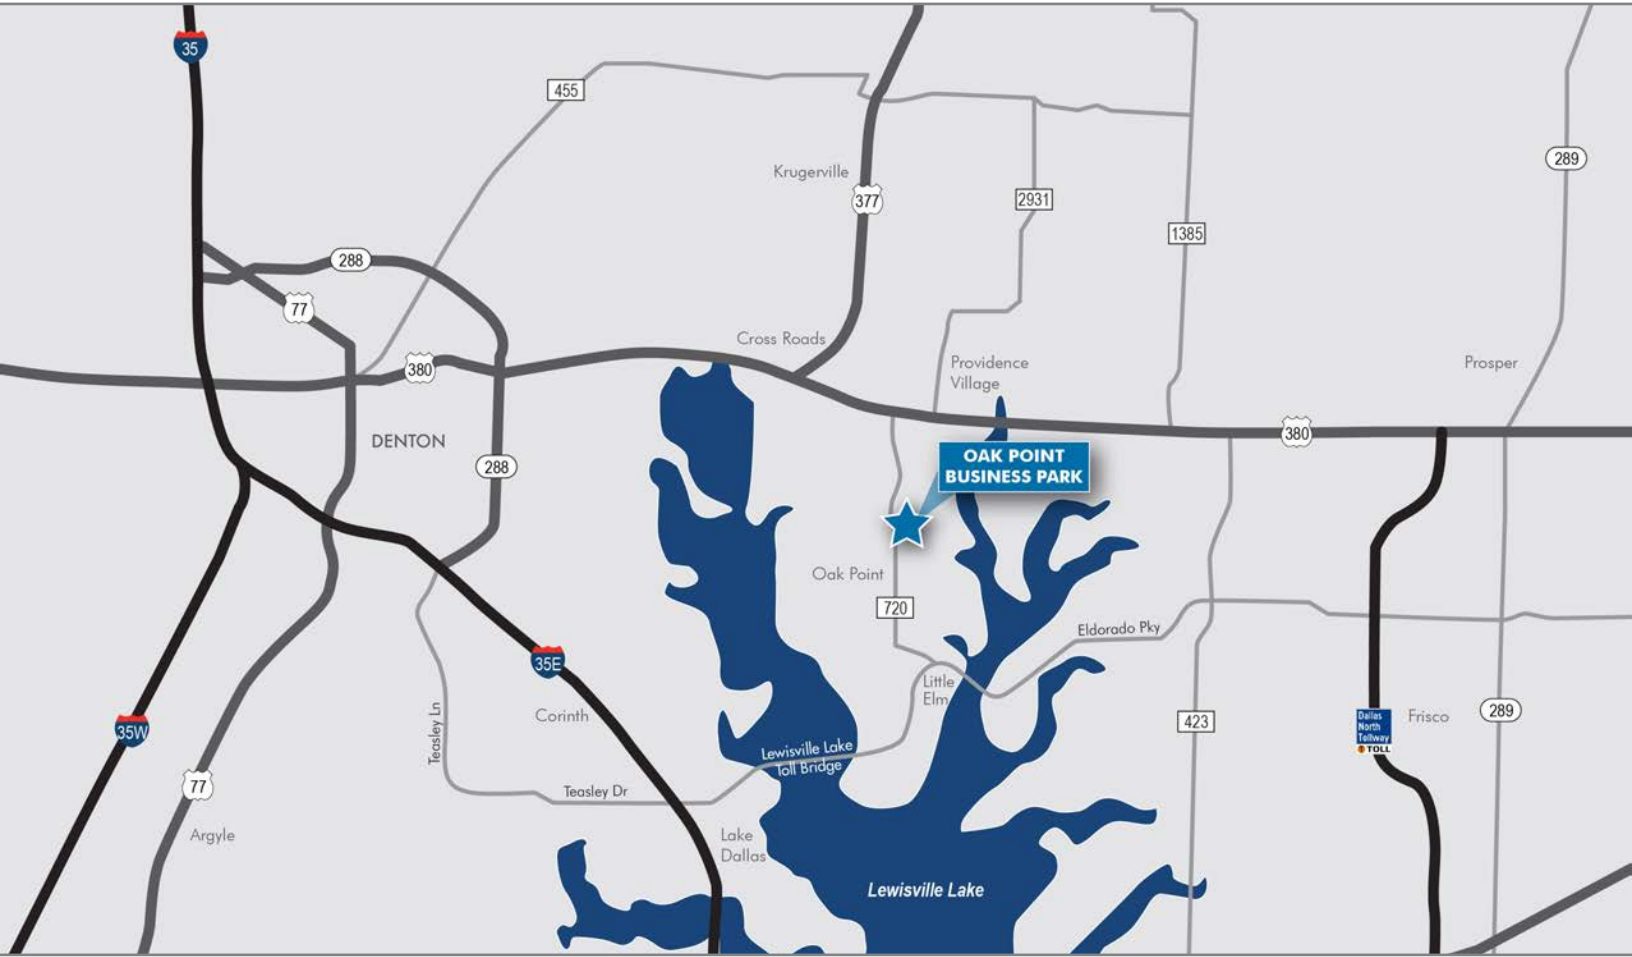 35
455
Krugerville
377
2931
289
1385
288
77
Cross Roads
Providence
Village
Prosper
380
380
DENTON
288
OAK POINT
BUSINESS PARK
Oak Point
720
Eldorado Pky
35E
Little
Elm
Corinth
35W
Teasley Ln
Lewisville Lake
Toll Bridge
423
Dallas
North
Tollway
TOLL
Frisco
289
77
Teasley Dr
Argyle
Lake
Dallas
Lewisville Lake